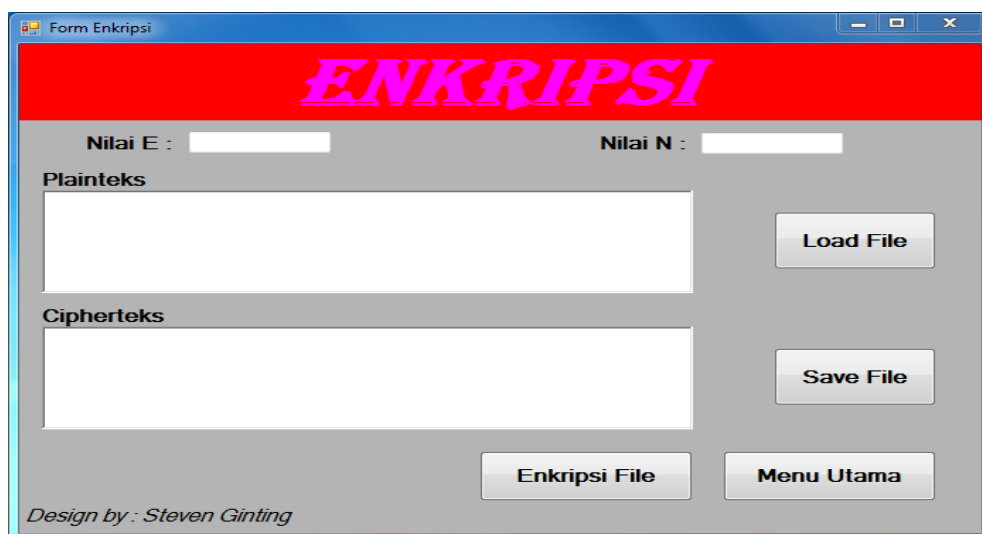 Form Enkripsi
ENKRIPSI
Nilai E :
Nilai N :
Plainteks
Load File
Cipherteks
Save File
Enkripsi File
Menu Utama
Design by : Steven Ginting